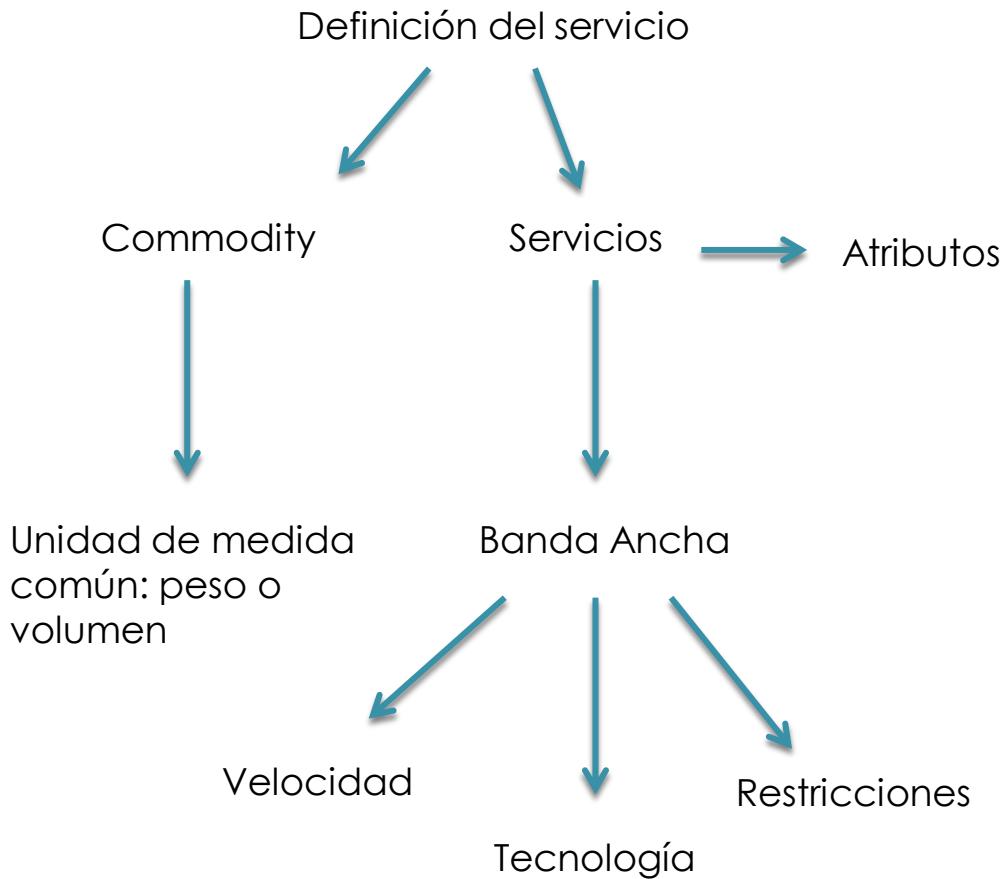 Definición del servicio
Commodity
Servicios
Atributos
Unidad de medida
común: peso o
volumen
Banda Ancha
Velocidad
Tecnología
Restricciones